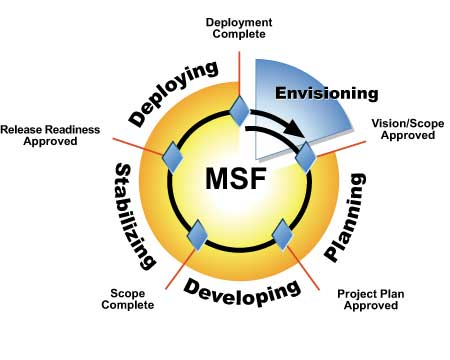 Deployment
Complete
Deploying
Envisioning
Release Readiness
Approved
Vision/Scope
Approved
MSF
Stabilizing
Planning
Scope
Complete
Developing
Project Plan
Approved